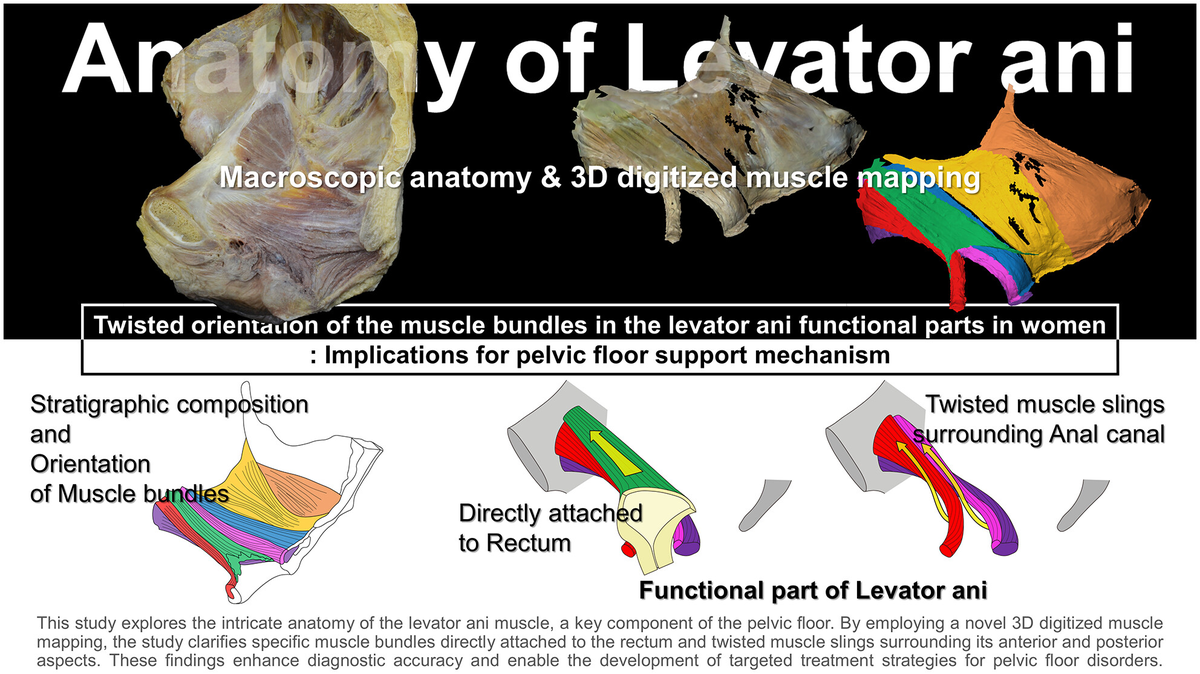 Anatomy of Levator ani
Macroscopic anatomy & 3D digitized muscle mapping
Twisted orientation of the muscle bundles in the levator ani functional parts in women
: Implications for pelvic floor support mechanism
Stratigraphic composition
and
Orientation
of Muscle bundles
Directly attached
to Rectum
Twisted muscle slings
surrounding Anal canal
Functional part of Levator ani
This study explores the intricate anatomy of the levator ani muscle, a key component of the pelvic floor. By employing a novel 3D digitized muscle
mapping, the study clarifies specific muscle bundles directly attached to the rectum and twisted muscle slings surrounding its anterior and posterior
aspects. These findings enhance diagnostic accuracy and enable the development of targeted treatment strategies for pelvic floor disorders.